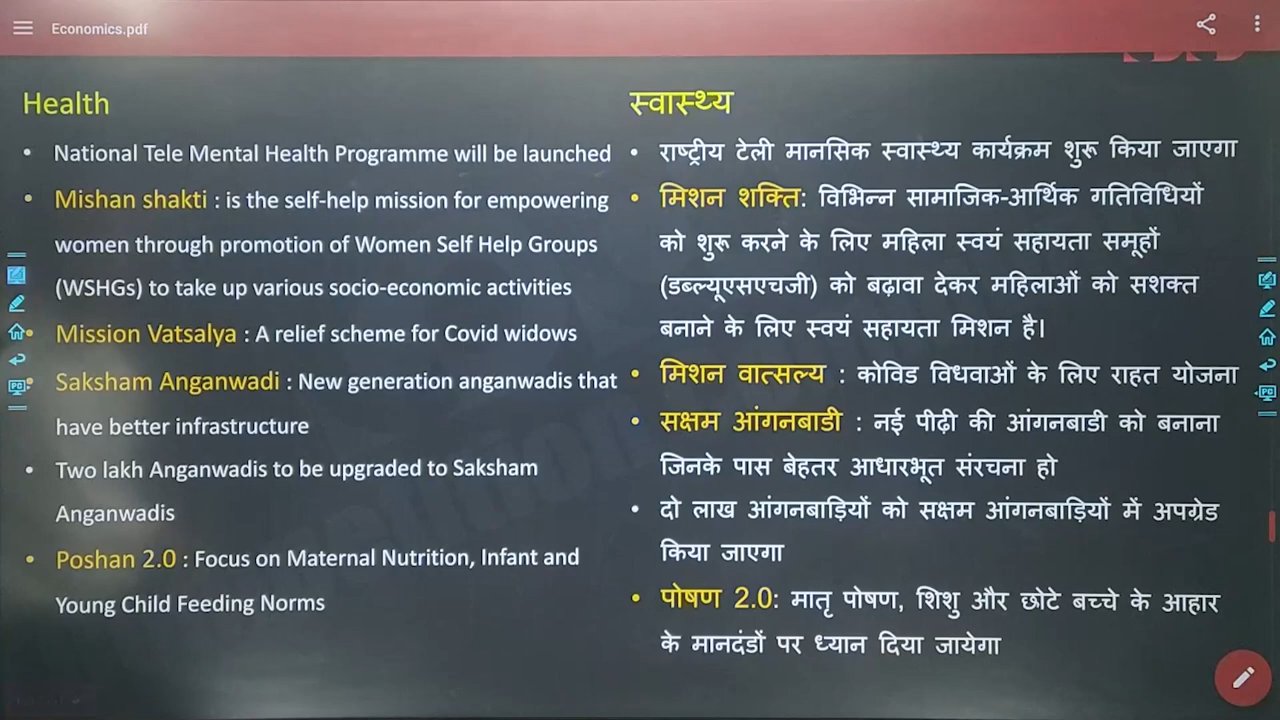 Economics.pdf
Health
National Tele Mental Health Programme will be launched
Mishan shakti : is the self-help mission for empowering
women through promotion of Women Self Help Groups
(WSHGs) to take up various socio-economic activities
Mission Vatsalya : A relief scheme for Covid widows
Saksham Anganwadi : New generation anganwadis that
have better infrastructure
Two lakh Anganwadis to be upgraded to Saksham
Anganwadis
Poshan 2.0 : Focus on Maternal Nutrition, Infant and
Young Child Feeding Norms
स्वास्थ्य
राष्ट्रीय टेली मानसिक स्वास्थ्य कार्यक्रम शुरू किया जाएगा
मिशन शक्ति: विभिन्न सामाजिक-आर्थिक गतिविधियों
को शुरू करने के लिए महिला स्वयं सहायता समूहों
(डब्ल्यूएसएचजी) को बढ़ावा देकर महिलाओं को सशक्त
बनाने के लिए स्वयं सहायता मिशन है।
मिशन वात्सल्य : कोविड विधवाओं के लिए राहत योजना
सक्षम आंगनबाडी : नई पीढ़ी की आंगनबाडी को बनाना
जिनके पास बेहतर आधारभूत संरचना हो
दो लाख आंगनबाड़ियों को सक्षम आंगनबाड़ियों में अपग्रेड
किया जाएगा
पोषण 2.0: मातृ पोषण, शिशु और छोटे बच्चे के आहार
के मानदंडों पर ध्यान दिया जायेगा
PC
PC